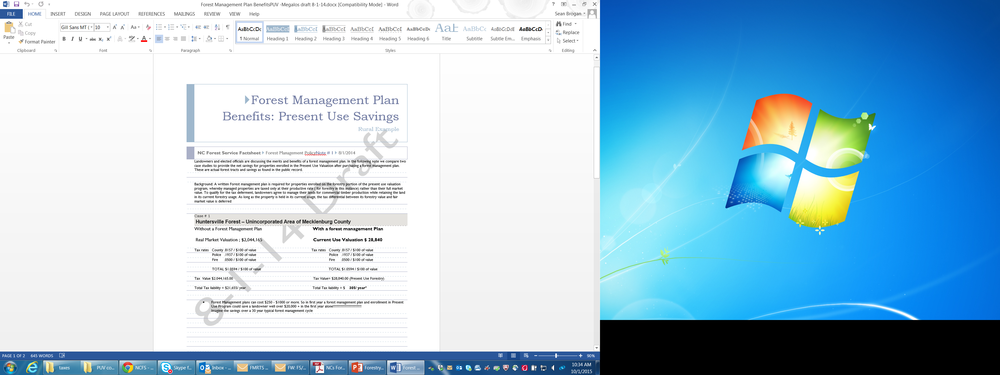 Forest Management Plan BenefitsPUV -Megalos draft 8-1-14.docx [Compatibility Mode] - Word
FILE HOME INSERT DESIGN PAGE LAYOUT REFERENCES MAILINGS REVIEW VIEW Help
Sean Brogan
Paste
Cut
Copy
Format Painter
Clipboard
Gill Sans MT ( 10
Font
Paragraph
AaBbCcDc AaBbCcI AaBbCcI AaBbCcI AaBbCcI AaBbCcI AaBbCcDc AaB AaBbCc AaBbCcDdE AaBbCcDc
¶ Normal Heading 1 Heading 2 Heading 3 Heading 4 Heading 5 Heading 6 Title Subtitle Subtle Em... Emphasis
Styles
Find
Replace
Select
Editing
Forest Management Plan
Benefits: Present Use Savings
Rural Example
NC Forest Service Factsheet Forest Management PolicyNote # 1 8/1/2014
Landowners and elected officials are discussing the merits and benefits of a forest management plan. In the following note we compare two
case studies to provide the net savings for properties enrolled in the Present Use Valuation after purchasing a forest management plan.
These are actual forest tracts and savings as found in the public record.
Background: A written Forest management plan is required for properties enrolled on the forestry portion of the present use valuation
program, whereby managed properties are taxed only at their productive rate ( for forestry in this instance) rather than their full market
value. To qualify for the tax deferment, landowners agree to manage their lands for commercial timber production while retaining the land
in its current forestry usage. As long as the property is held in its current usage, the tax differential between its forestry value and fair
market value is deferred
Case # 1
Huntersville Forest – Unincorporated Area of Mecklenburg County
Without a Forest Management Plan With a forest management Plan
Real Market Valuation ; $2,044,165 Current Use Valuation $ 28,840
Tax rates County .8157 / $100 of value Tax rates County .8157 / $100 of value
Police .1937 / $100 of value Police .1937 / $100 of value
Fire .0500 / $100 of value Fire .0500 / $100 of value
TOTAL $1.0594 / $100 of value TOTAL $1.0594 / $100 of value
Tax Value $2.044,165.00 Tax Value= $28,840.00 (Present Use Forestry)
Total Tax liability = $21,655/ year Total Tax liability = $ 305/ year*
• Forest Management plans can cost $250 - $1000 or more. So in first year a forest management plan and enrollment in Present
Use Program could save a landowner well over $20,000 + in the first year alone!!!!!!!!!!!!!!!!!!!!!!!!!!!!
Imagine the savings over a 30 year typical forest management cycle
8-1-14 Draft
PAGE 1 OF 2 645 WORDS
90%
taxes PUV co... NCFS - ... Skype f... Inbox - ... FMRTS ... FW: FS/... NCs For... Forestry... Forest ...
10:34 AM
10/1/2015